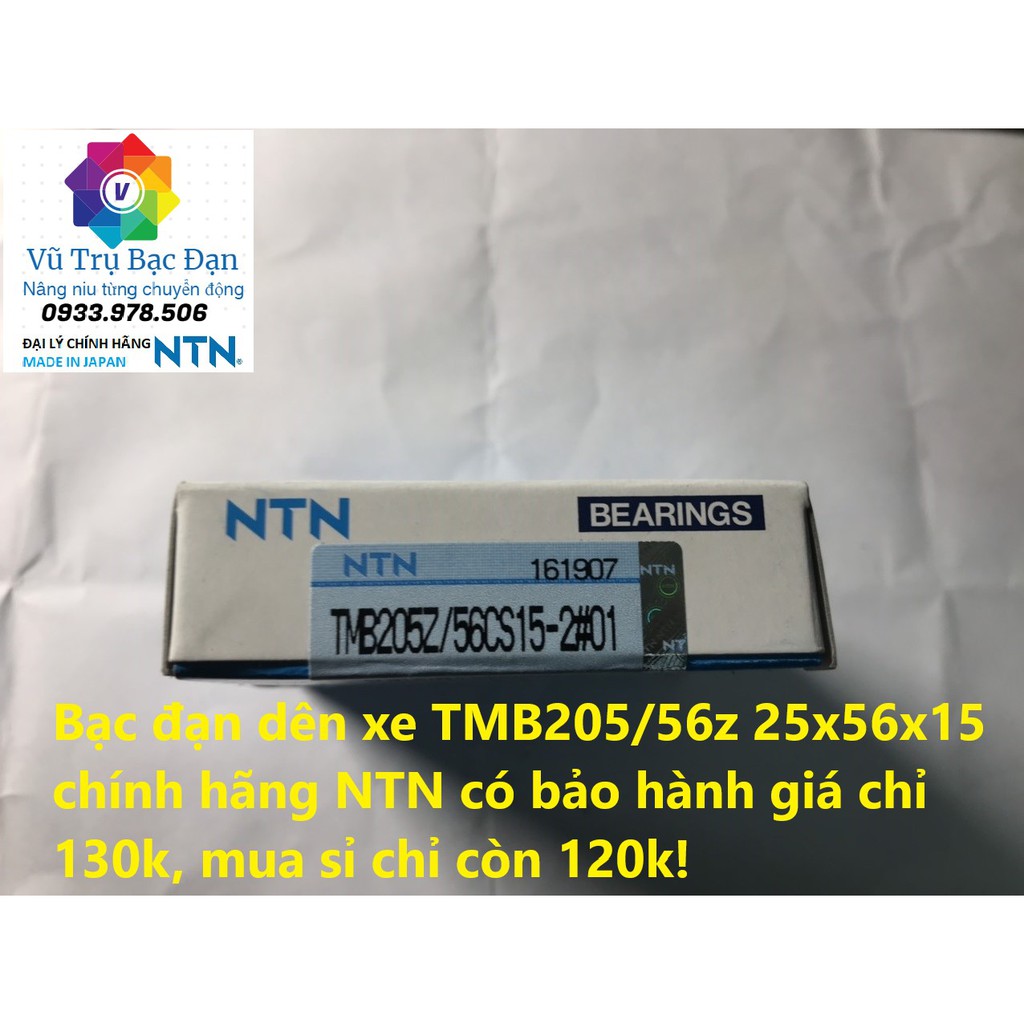 V
Vũ Trụ Bạc Đạn
Nâng niu từng chuyển động
0933.978.506
ĐẠI LÝ CHÍNH HÃNG
MADE IN JAPAN
NTN®
NTN
BEARINGS
NTN
161907
NTN
TMB205Z/56CS15-2#01
NT
Bạc đạn dên xe TMB205/56z 25x56x15
chính hãng NTN có bảo hành giá chỉ
130k, mua sỉ chỉ còn 120k!